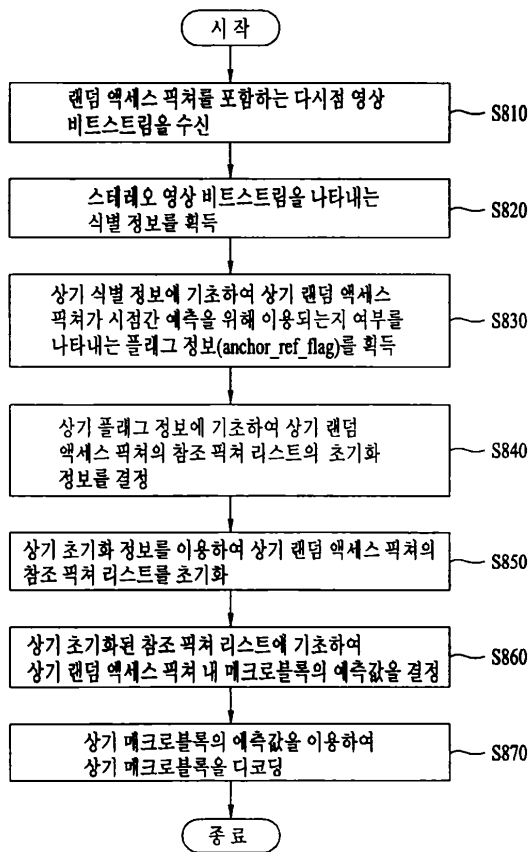 시 작
랜덤 액세스 픽쳐를 포함하는 다시점 영상
비트스트림을 수신
S810
스테레오 영상 비트스트림을 나타내는
식별 정보를 획득
S820
상기 식별 정보에 기초하여 상기 랜덤 액세스
픽쳐가 시점간 예측을 위해 이용되는지 여부를
나타내는 플래그 정보(anchor_ref_flag)를 획득
S830
상기 플래그 정보에 기초하여 상기 랜덤
액세스 픽쳐의 참조 픽쳐 리스트의 초기화
정보를 결정
S840
상기 초기화 정보를 이용하여 상기 랜덤 액세스 픽쳐의
참조 픽쳐 리스트를 초기화
S850
상기 초기화된 참조 픽쳐 리스트에 기초하여
상기 랜덤 액세스 픽쳐 내 매크로블록의 예측값을 결정
S860
상기 매크로블록의 예측값을 이용하여
상기 매크로블록을 디코딩
S870
종 료